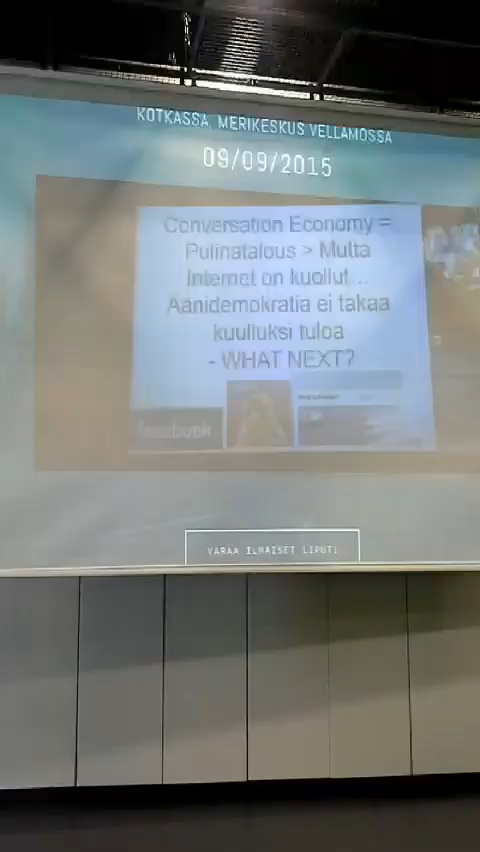 KOTKASSA, MERIKESKUS VELLAMOSSA
09/09/2015
Conversation Economy =
Pulinatalous > Mutta
Internet on kuollut...
Äänidemokratia ei takaa
kuulluksi tuloa
- WHAT NEXT?
facebook
VARAA ILMAISET LIPUT!